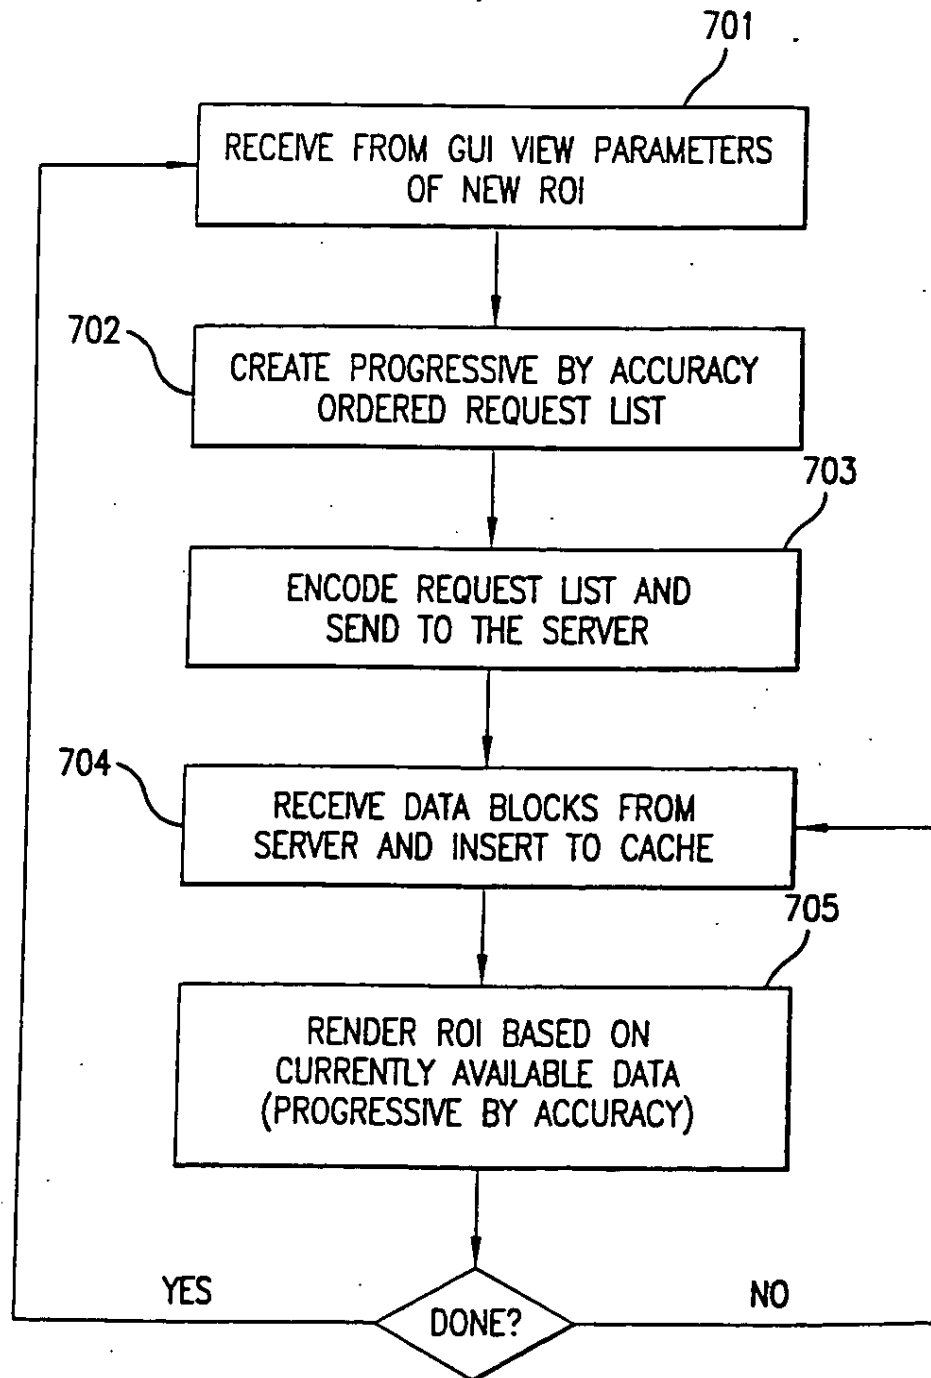 701
RECEIVE FROM GUI VIEW PARAMETERS
OF NEW ROI
702
CREATE PROGRESSIVE BY ACCURACY
ORDERED REQUEST LIST
703
ENCODE REQUEST LIST AND
SEND TO THE SERVER
704
RECEIVE DATA BLOCKS FROM
SERVER AND INSERT TO CACHE
705
RENDER ROI BASED ON
CURRENTLY AVAILABLE DATA
(PROGRESSIVE BY ACCURACY)
YES
DONE?
NO